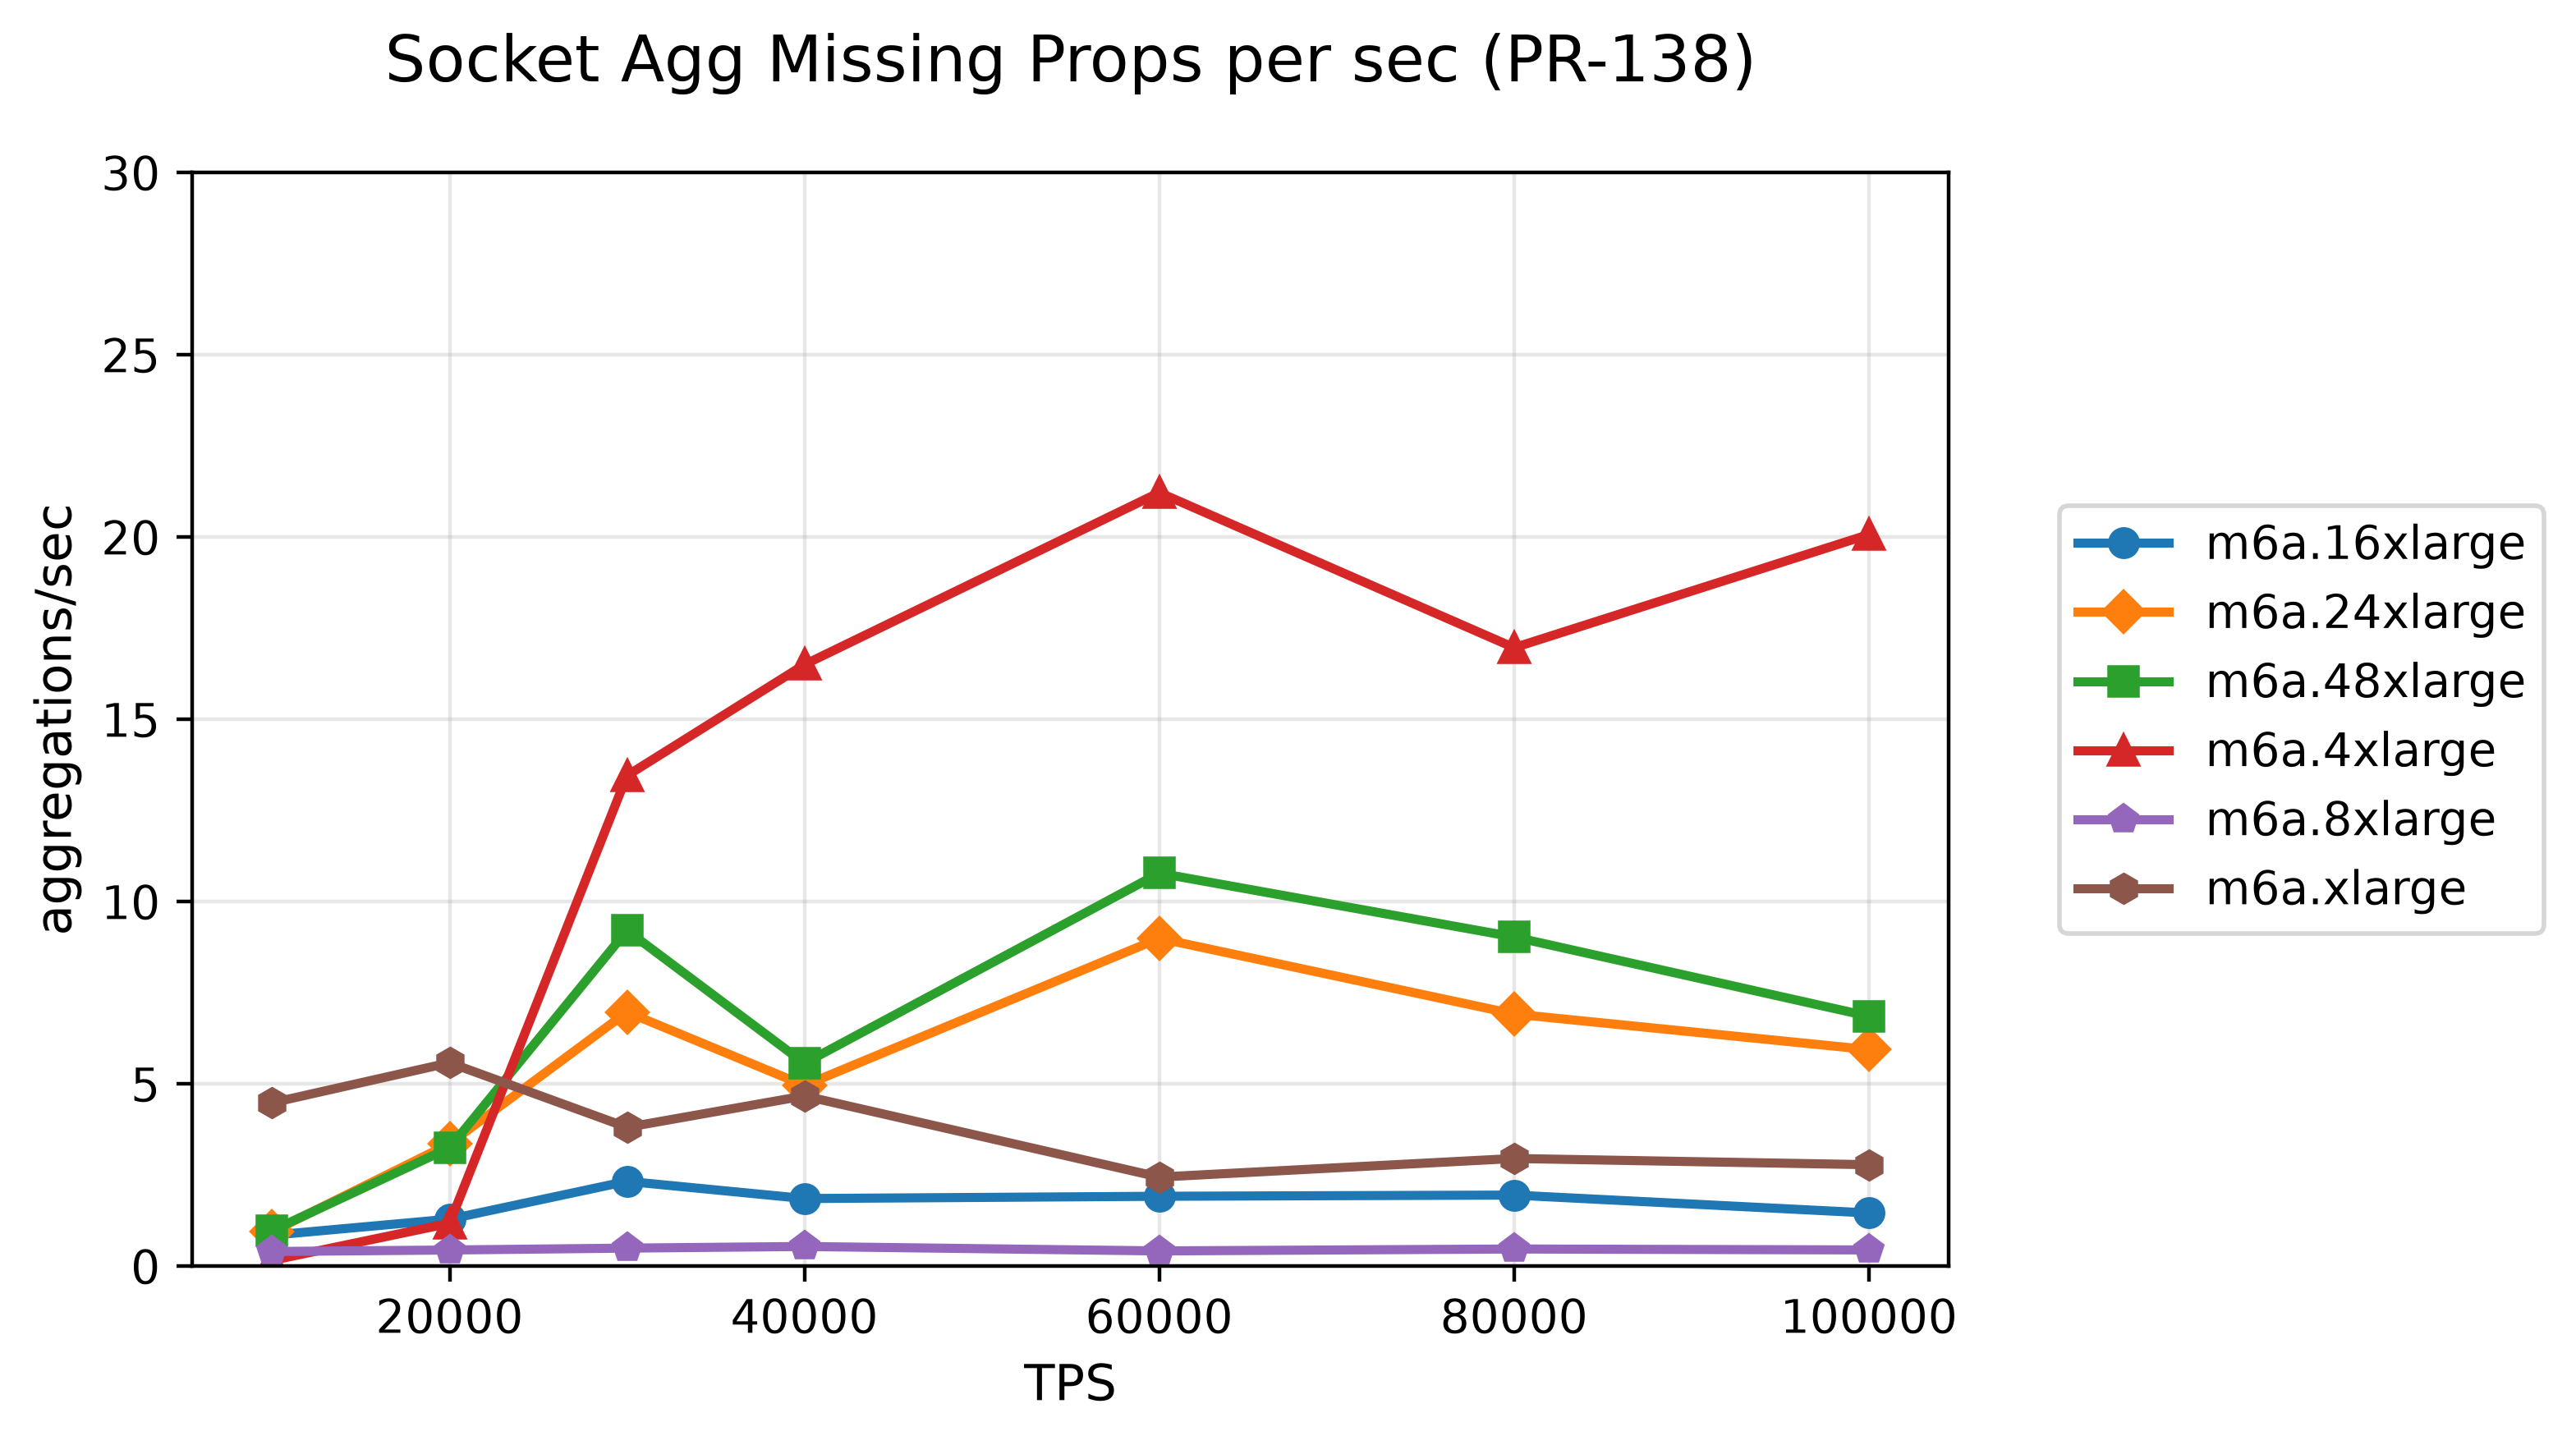 Socket Agg Missing Props per sec (PR-138)
30
25
20
15
10
5
0
aggregations/sec
20000 40000 60000 80000 100000
TPS
m6a.16xlarge
m6a.24xlarge
m6a.48xlarge
m6a.4xlarge
m6a.8xlarge
m6a.xlarge